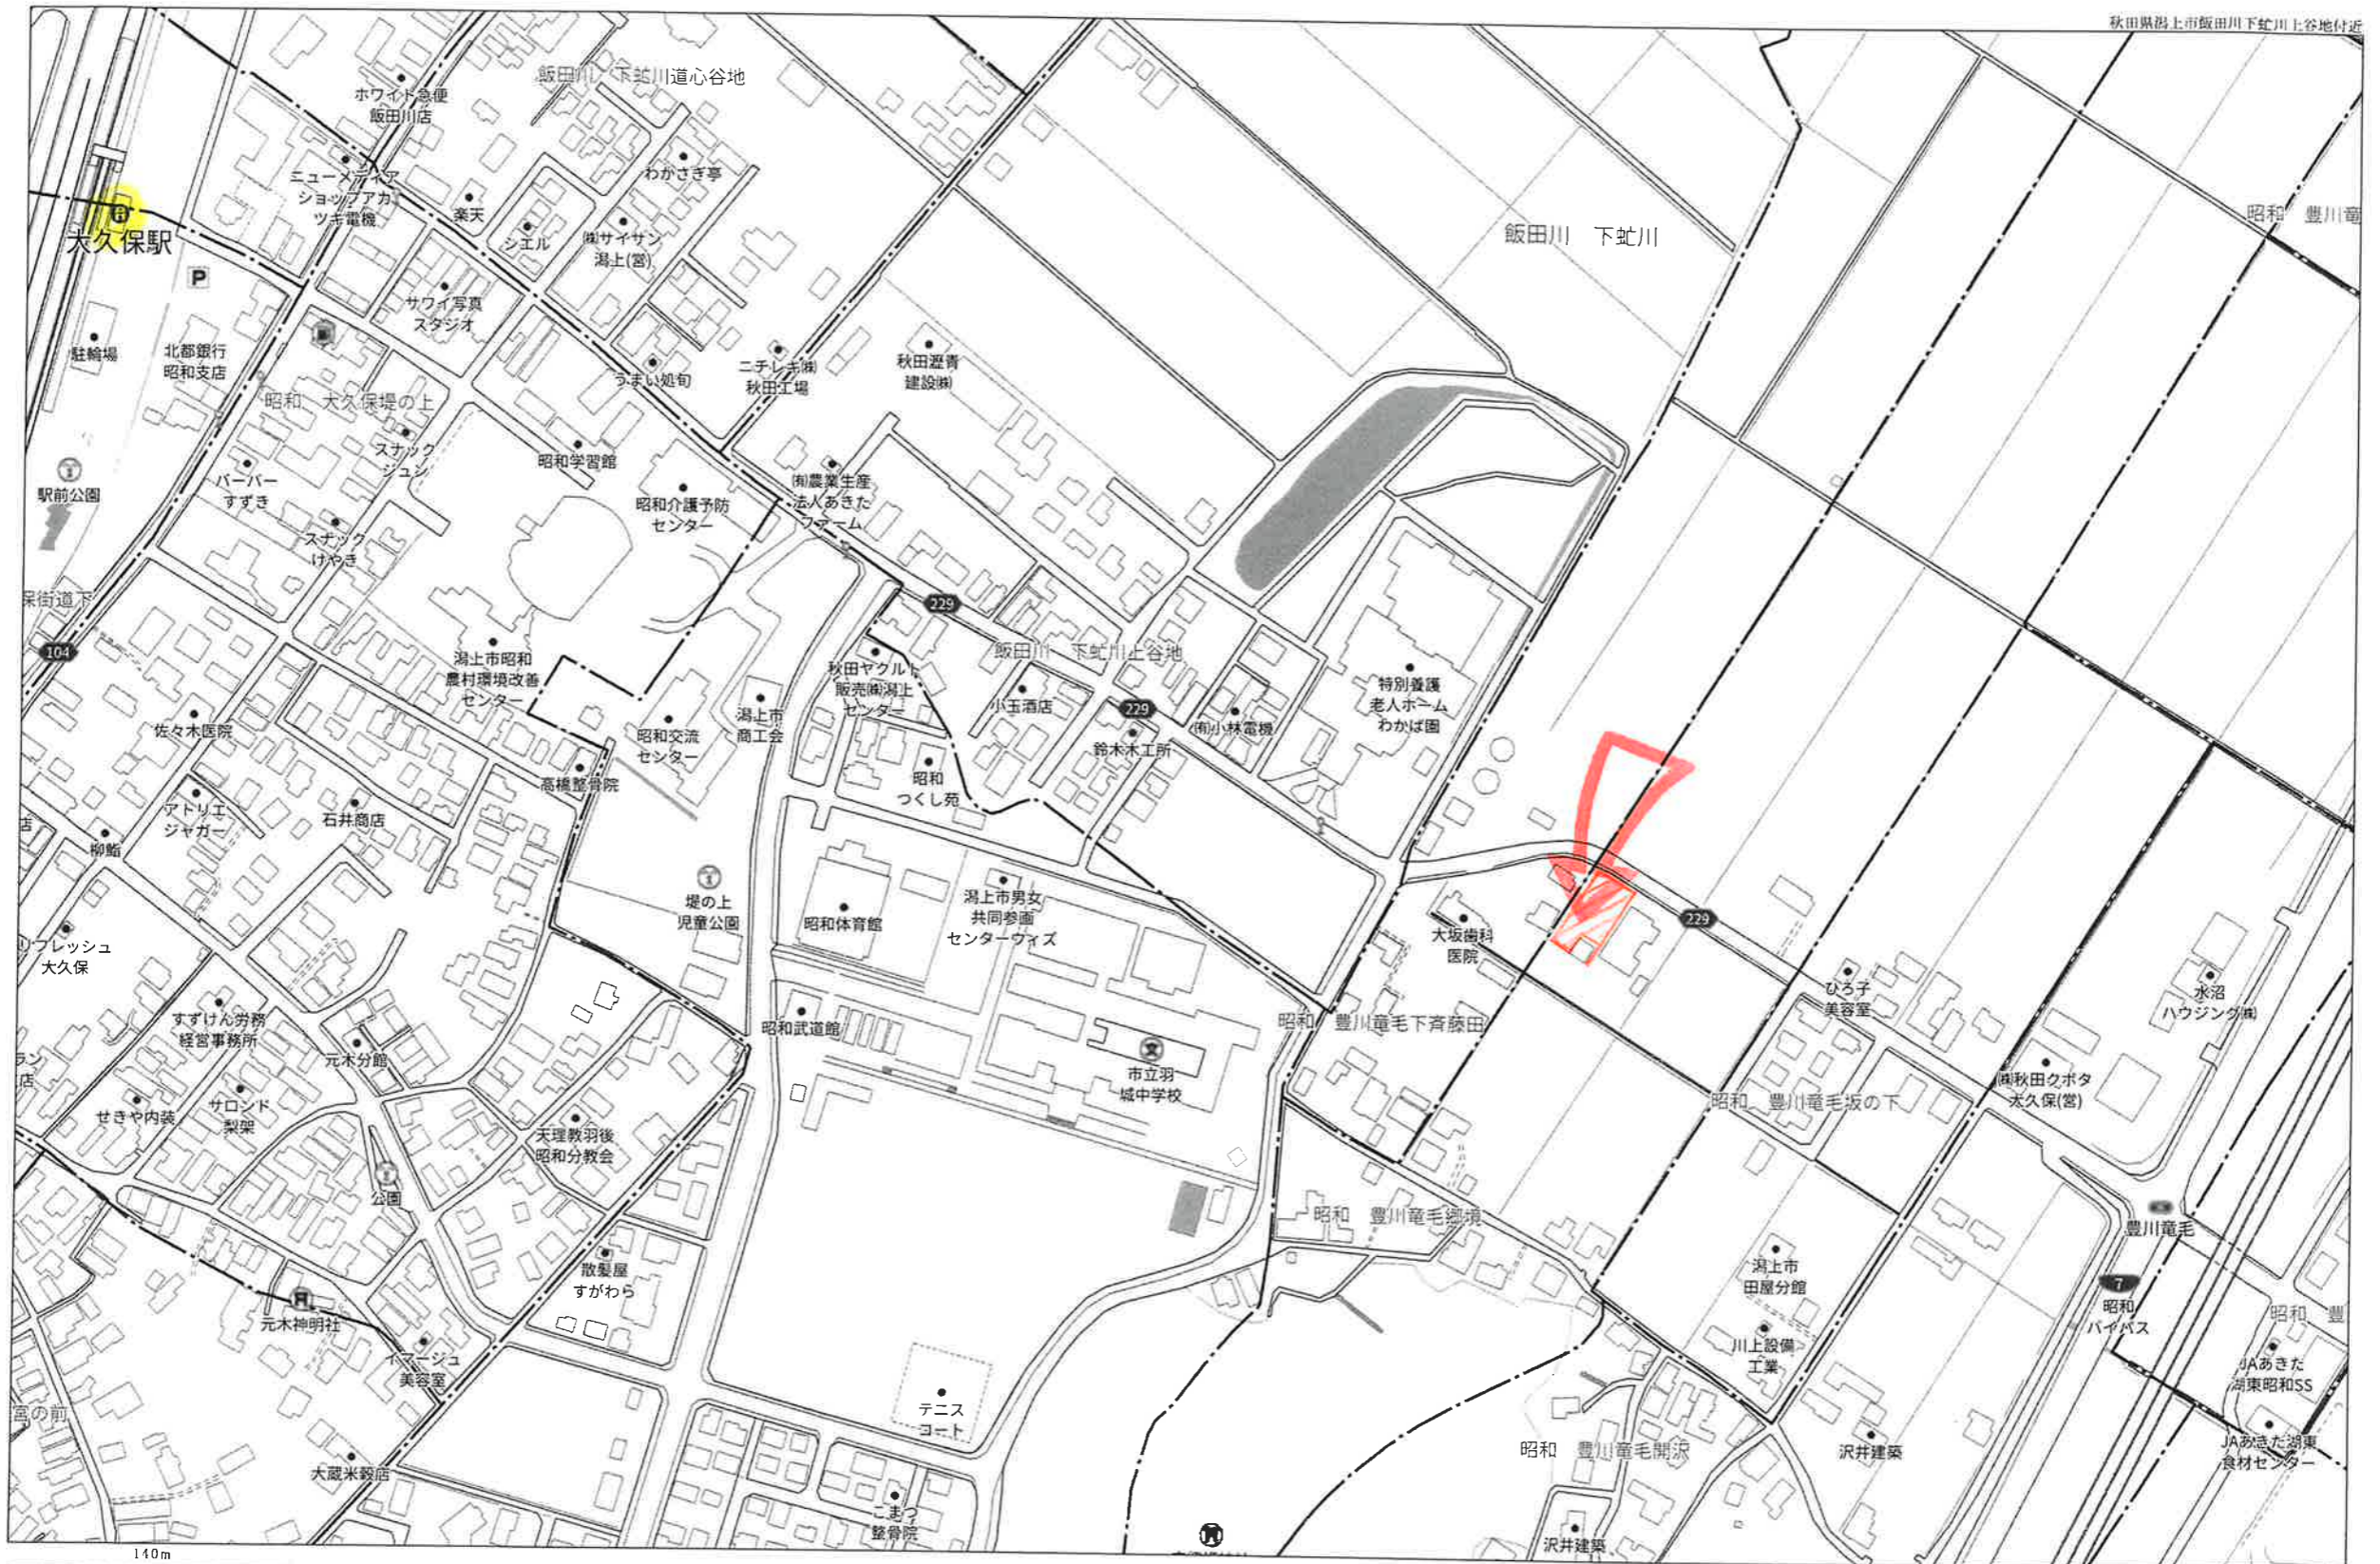 秋田県潟上市飯田川下虻川上谷地付近
飯田川 下虻川道心谷地
ホワイト急便
飯田川店
ニューメディア
ショップアカ
ツキ電機
わかさぎ亭
楽天
シエル
㈱サイサン
潟上(営)
大久保駅
P
飯田川 下虻川
昭和 豊川竜
サワイ写真
スタジオ
駐輪場
北都銀行
昭和支店
うまい処旬
ニチレキ㈱
秋田工場
秋田瀝青
建設㈱
昭和 大久保堤の上
スナック
ジュン
昭和学習館
駅前公園
バーバー
すずき
昭和介護予防
センター
㈲農業生産
法人あきた
ファーム
スナック
けやき
保街道下
229
104
潟上市昭和
農村環境改善
センター
秋田ヤクルト
販売㈱潟上
センター
飯田川 下虻川上谷地
特別養護
老人ホーム
わかば園
小玉酒店
229
㈲小林電機
佐々木医院
昭和交流
センター
潟上市
商工会
鈴木木工所
高橋整骨院
昭和
つくし苑
アトリエ
ジャガー
石井商店
店
柳鮨
堤の上
児童公園
昭和体育館
潟上市男女
共同参画
センターウィズ
大坂歯科
医院
229
リフレッシュ
大久保
ひろ子
美容室
水沼
ハウジング㈱
すずけん労務
経営事務所
元木分館
昭和武道館
昭和 豊川竜毛下斉藤田
ラン
店
市立羽
城中学校
㈱秋田クボタ
大久保(営)
せきや内装
サロンド
梨架
昭和 豊川竜毛坂の下
天理教羽後
昭和分教会
公園
昭和 豊川竜毛郷境
豊川竜毛
散髪屋
すがわら
潟上市
田屋分館
7
昭和
バイパス
昭和 豊
元木神明社
イマージュ
美容室
川上設備
工業
JAあきた
湖東昭和SS
宮の前
テニス
コート
昭和 豊川竜毛開沢
沢井建築
JAあきた湖東
食材センター
大蔵米穀店
こまつ
整骨院
沢井建築
140m